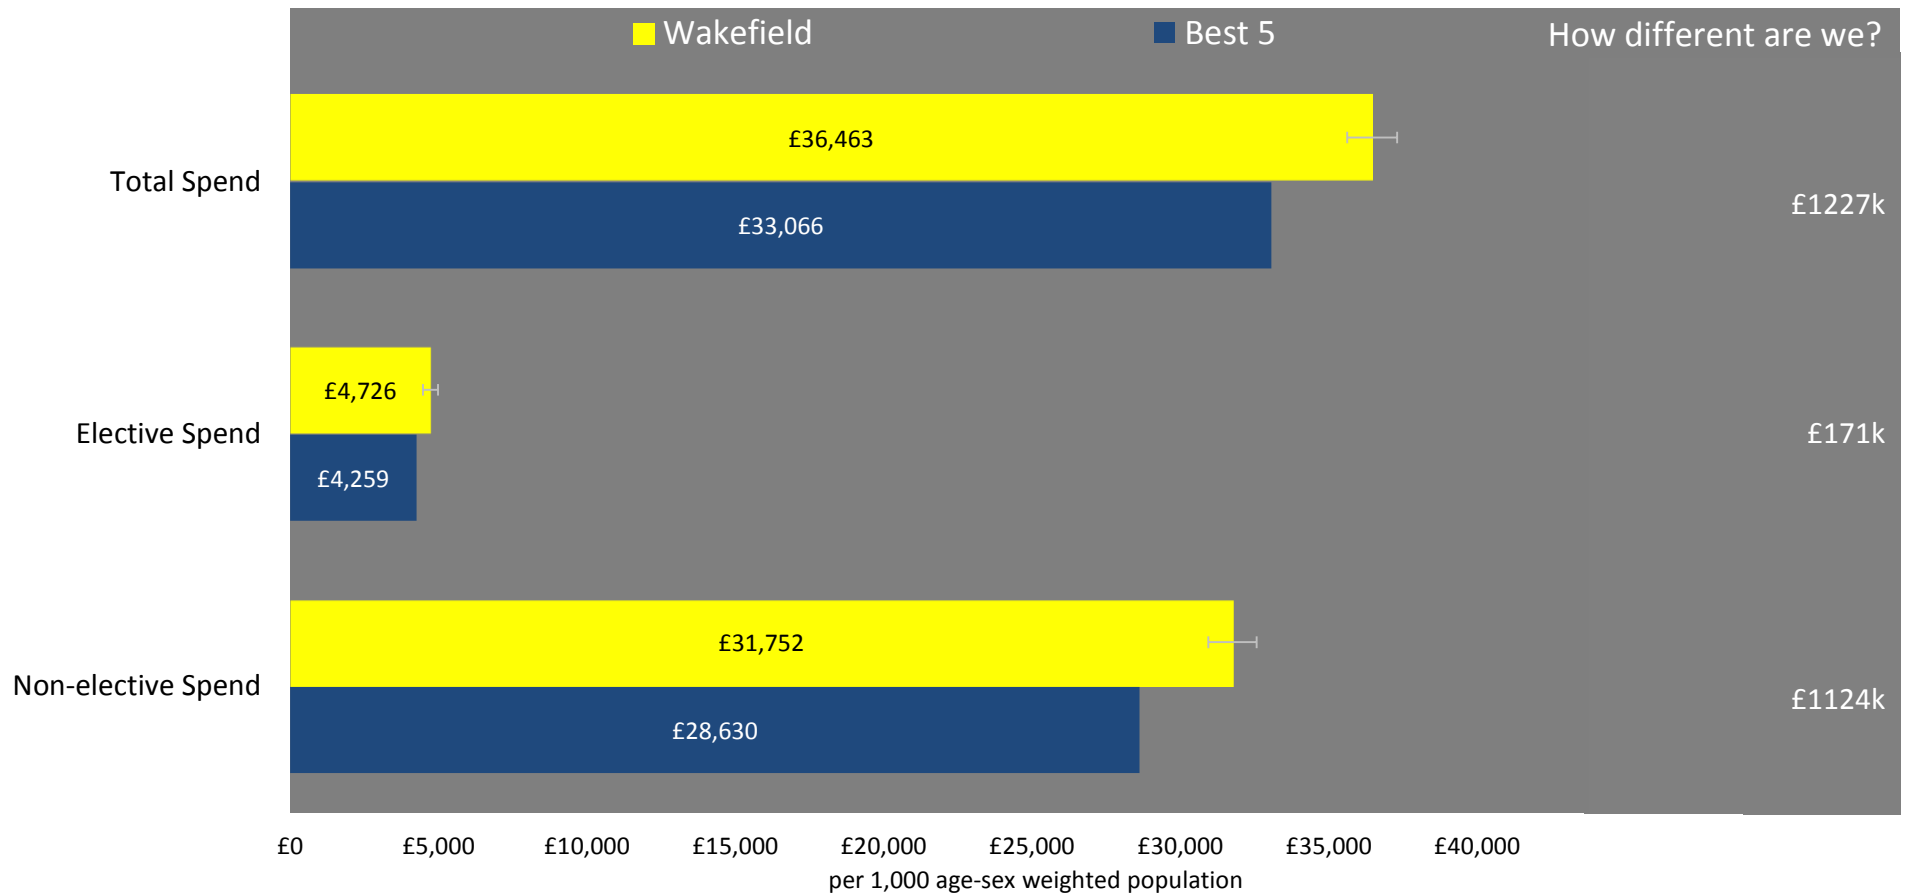 Wakefield
Best 5
How different are we?
Total Spend
£36,463
£33,066
£1227k
Elective Spend
£4,726
£4,259
£171k
Non-elective Spend
£31,752
£28,630
£1124k
£0 £5,000 £10,000 £15,000 £20,000 £25,000 £30,000 £35,000 £40,000
per 1,000 age-sex weighted population